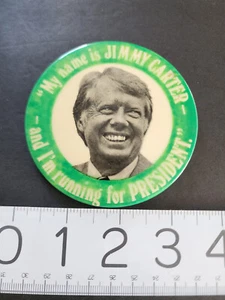 "My name is JIMMY CARTER -
- and I'm running for PRESIDENT."
0 1 2 3 4